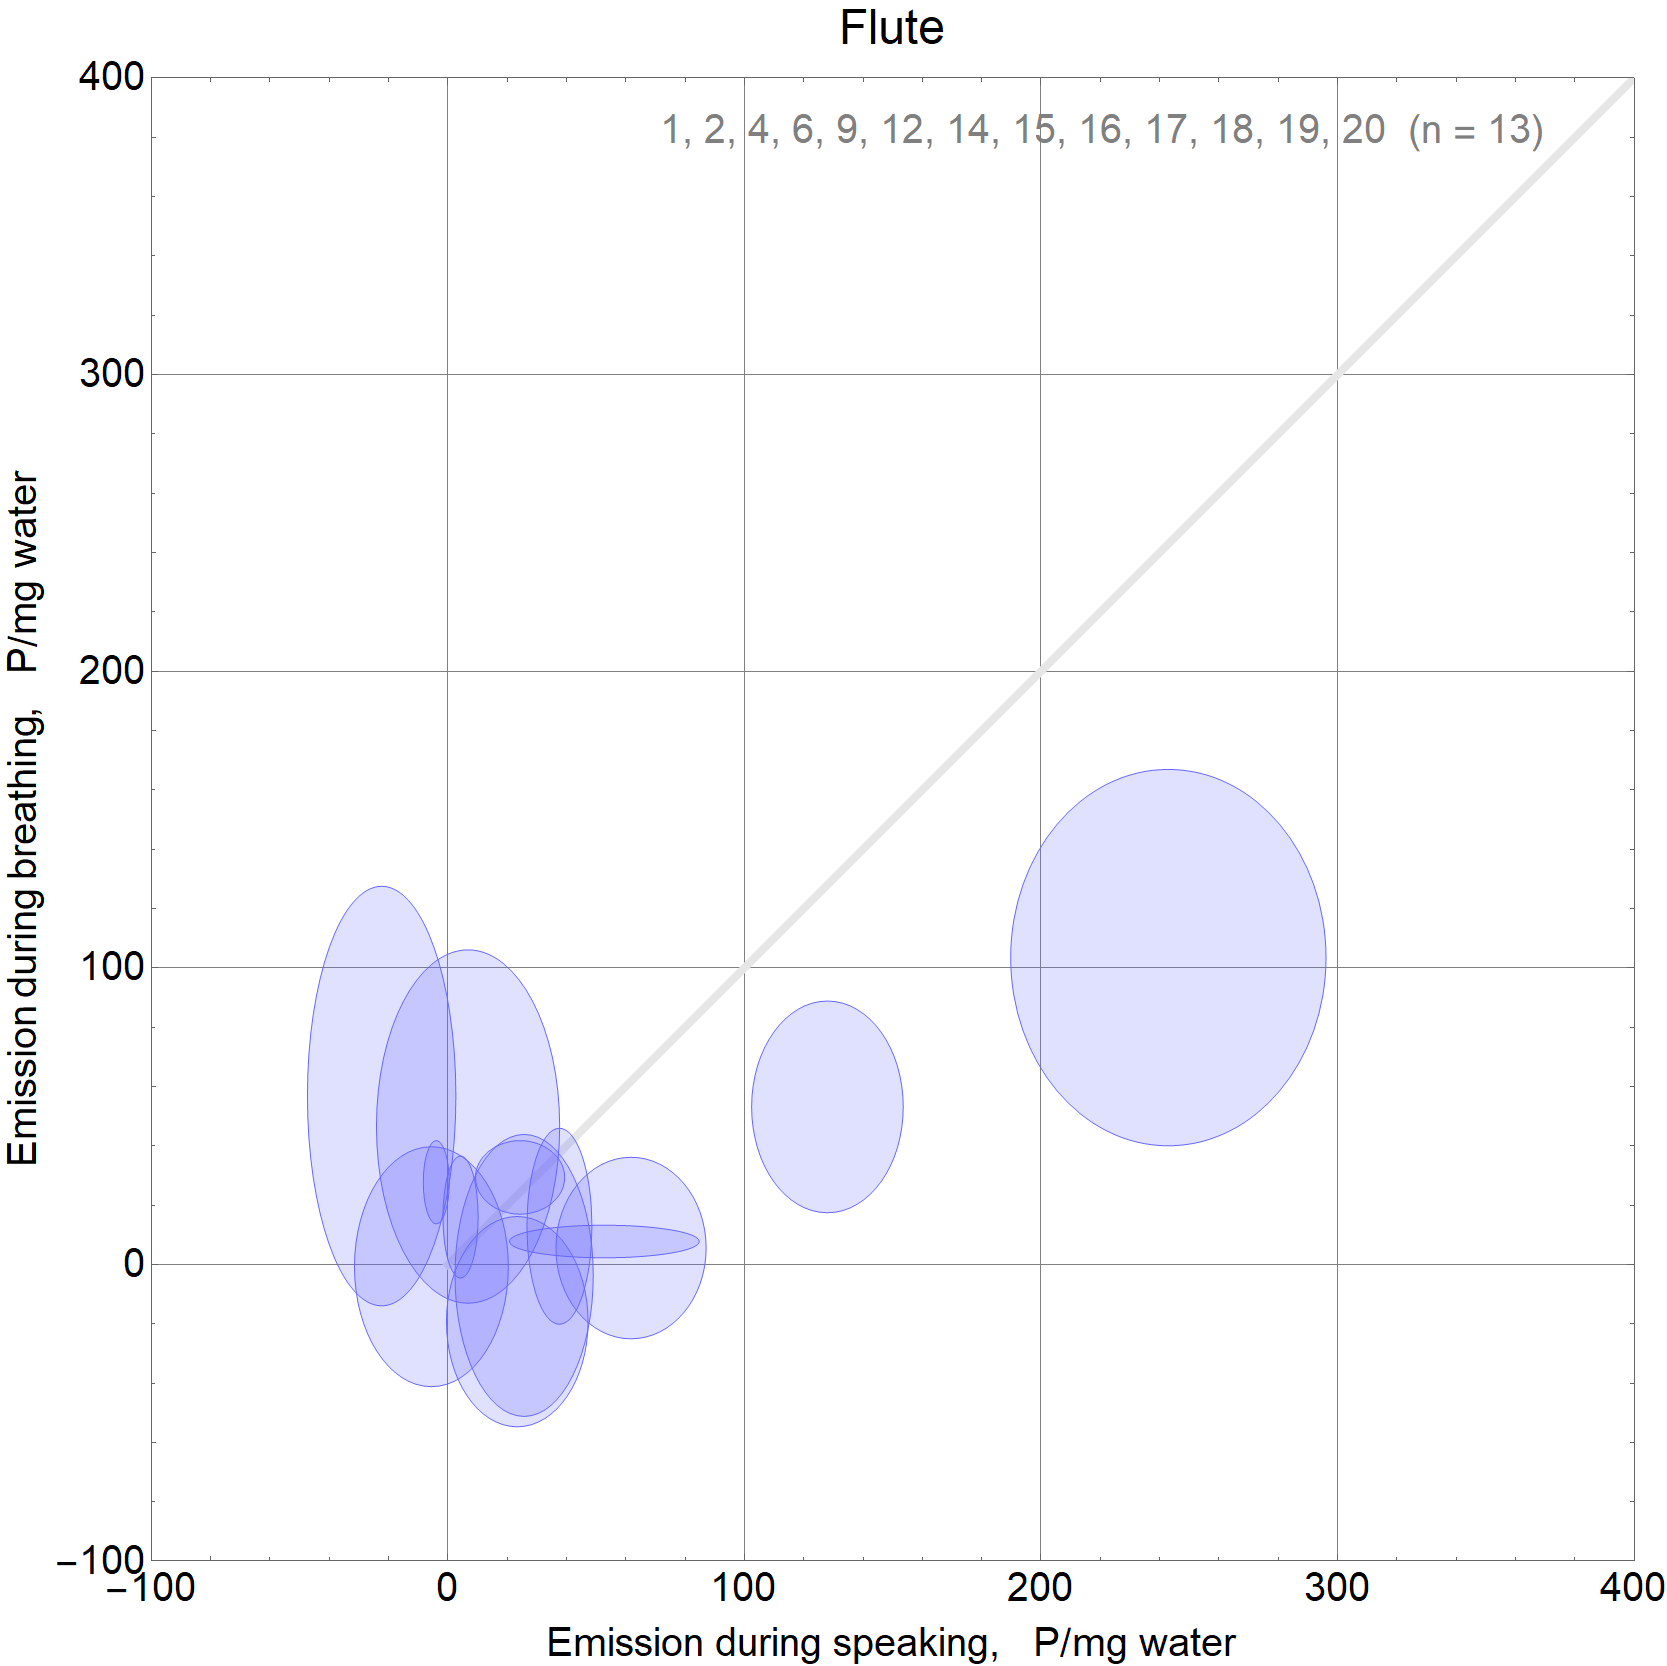 Flute
400
1, 2, 4, 6, 9, 12, 14, 15, 16, 17, 18, 19, 20 (n = 13)
300
200
100
0
−100
Emission during breathing, P/mg water
−100 0 100 200 300 400
Emission during speaking, P/mg water